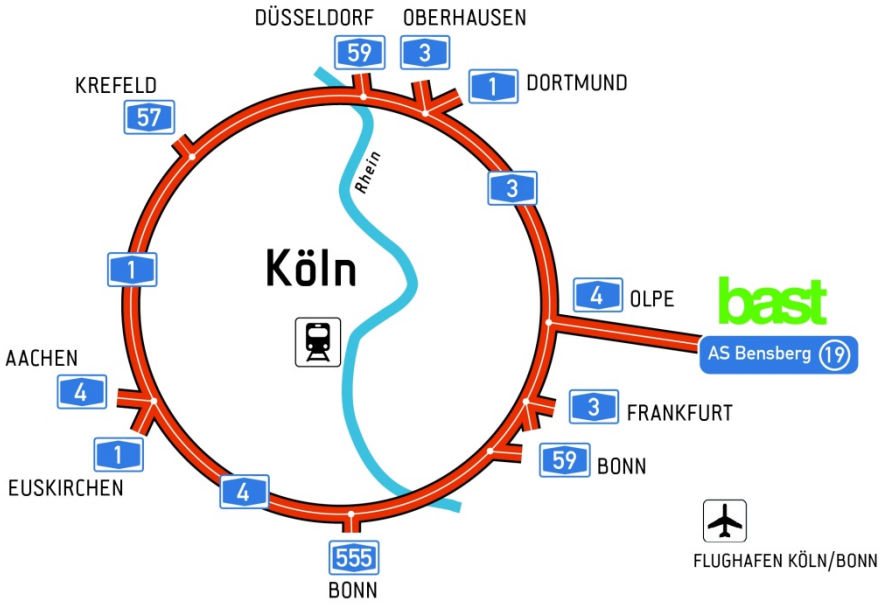 DÜSSELDORF
OBERHAUSEN
59
3
1
DORTMUND
KREFELD
57
Rhein
3
Köln
1
4
OLPE
bast
AS Bensberg 19
AACHEN
4
3
FRANKFURT
1
59
BONN
EUSKIRCHEN
4
555
BONN
FLUGHAFEN KÖLN/BONN